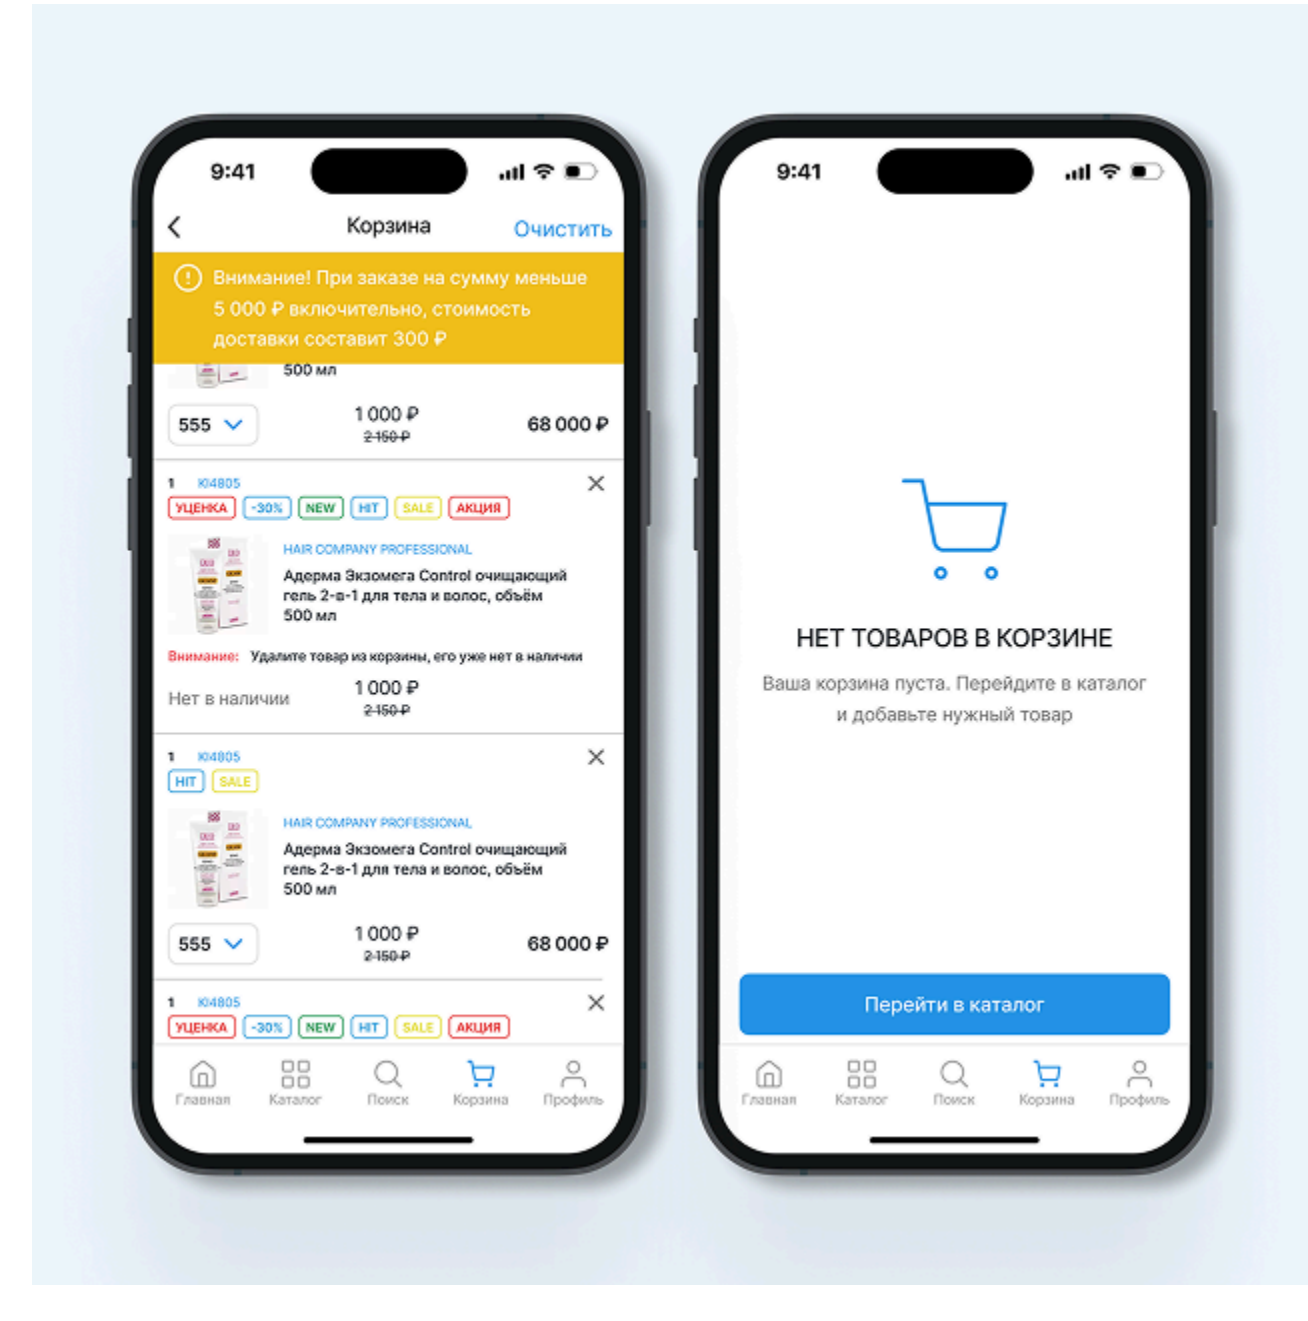 9:41
Корзина
Очистить
Внимание! При заказе на сумму меньше
5 000 ₽ включительно, стоимость
доставки составит 300 ₽
500 мл
555
1 000 ₽
2 150 ₽
68 000 ₽
1 KI4805
УЦЕНКА -30% NEW HIT SALE АКЦИЯ
HAIR COMPANY PROFESSIONAL
Адерма Экзомега Control очищающий
гель 2-в-1 для тела и волос, объём
500 мл
Внимание: Удалите товар из корзины, его уже нет в наличии
Нет в наличии
1 000 ₽
2 150 ₽
1 KI4805
HIT SALE
HAIR COMPANY PROFESSIONAL
Адерма Экзомега Control очищающий
гель 2-в-1 для тела и волос, объём
500 мл
555
1 000 ₽
2 150 ₽
68 000 ₽
1 KI4805
УЦЕНКА -30% NEW HIT SALE АКЦИЯ
Главная Каталог Поиск Корзина Профиль
9:41
НЕТ ТОВАРОВ В КОРЗИНЕ
Ваша корзина пуста. Перейдите в каталог
и добавьте нужный товар
Перейти в каталог
Главная Каталог Поиск Корзина Профиль